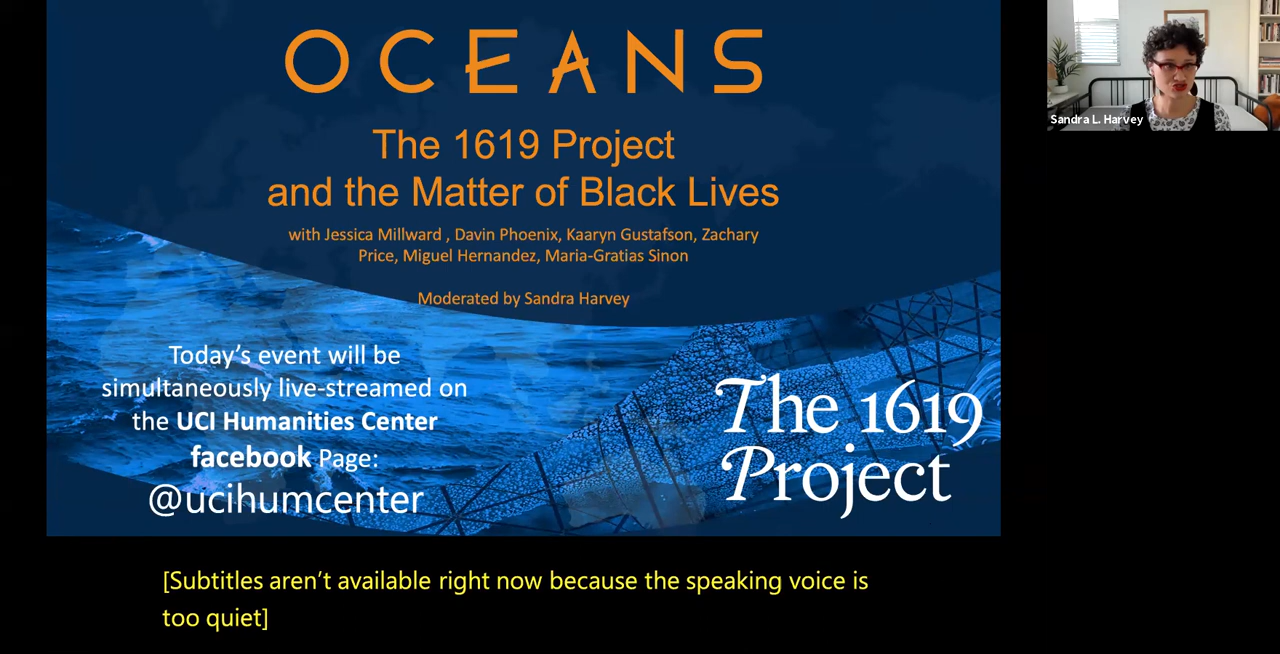 OCEANS
The 1619 Project
and the Matter of Black Lives
with Jessica Millward , Davin Phoenix, Kaaryn Gustafson, Zachary
Price, Miguel Hernandez, Maria-Gratias Sinon
Moderated by Sandra Harvey
Today's event will be
simultaneously live-streamed on
the UCI Humanities Center
facebook Page:
@ucihumcenter
The 1619
Project
Sandra L. Harvey
[Subtitles aren't available right now because the speaking voice is
too quiet]